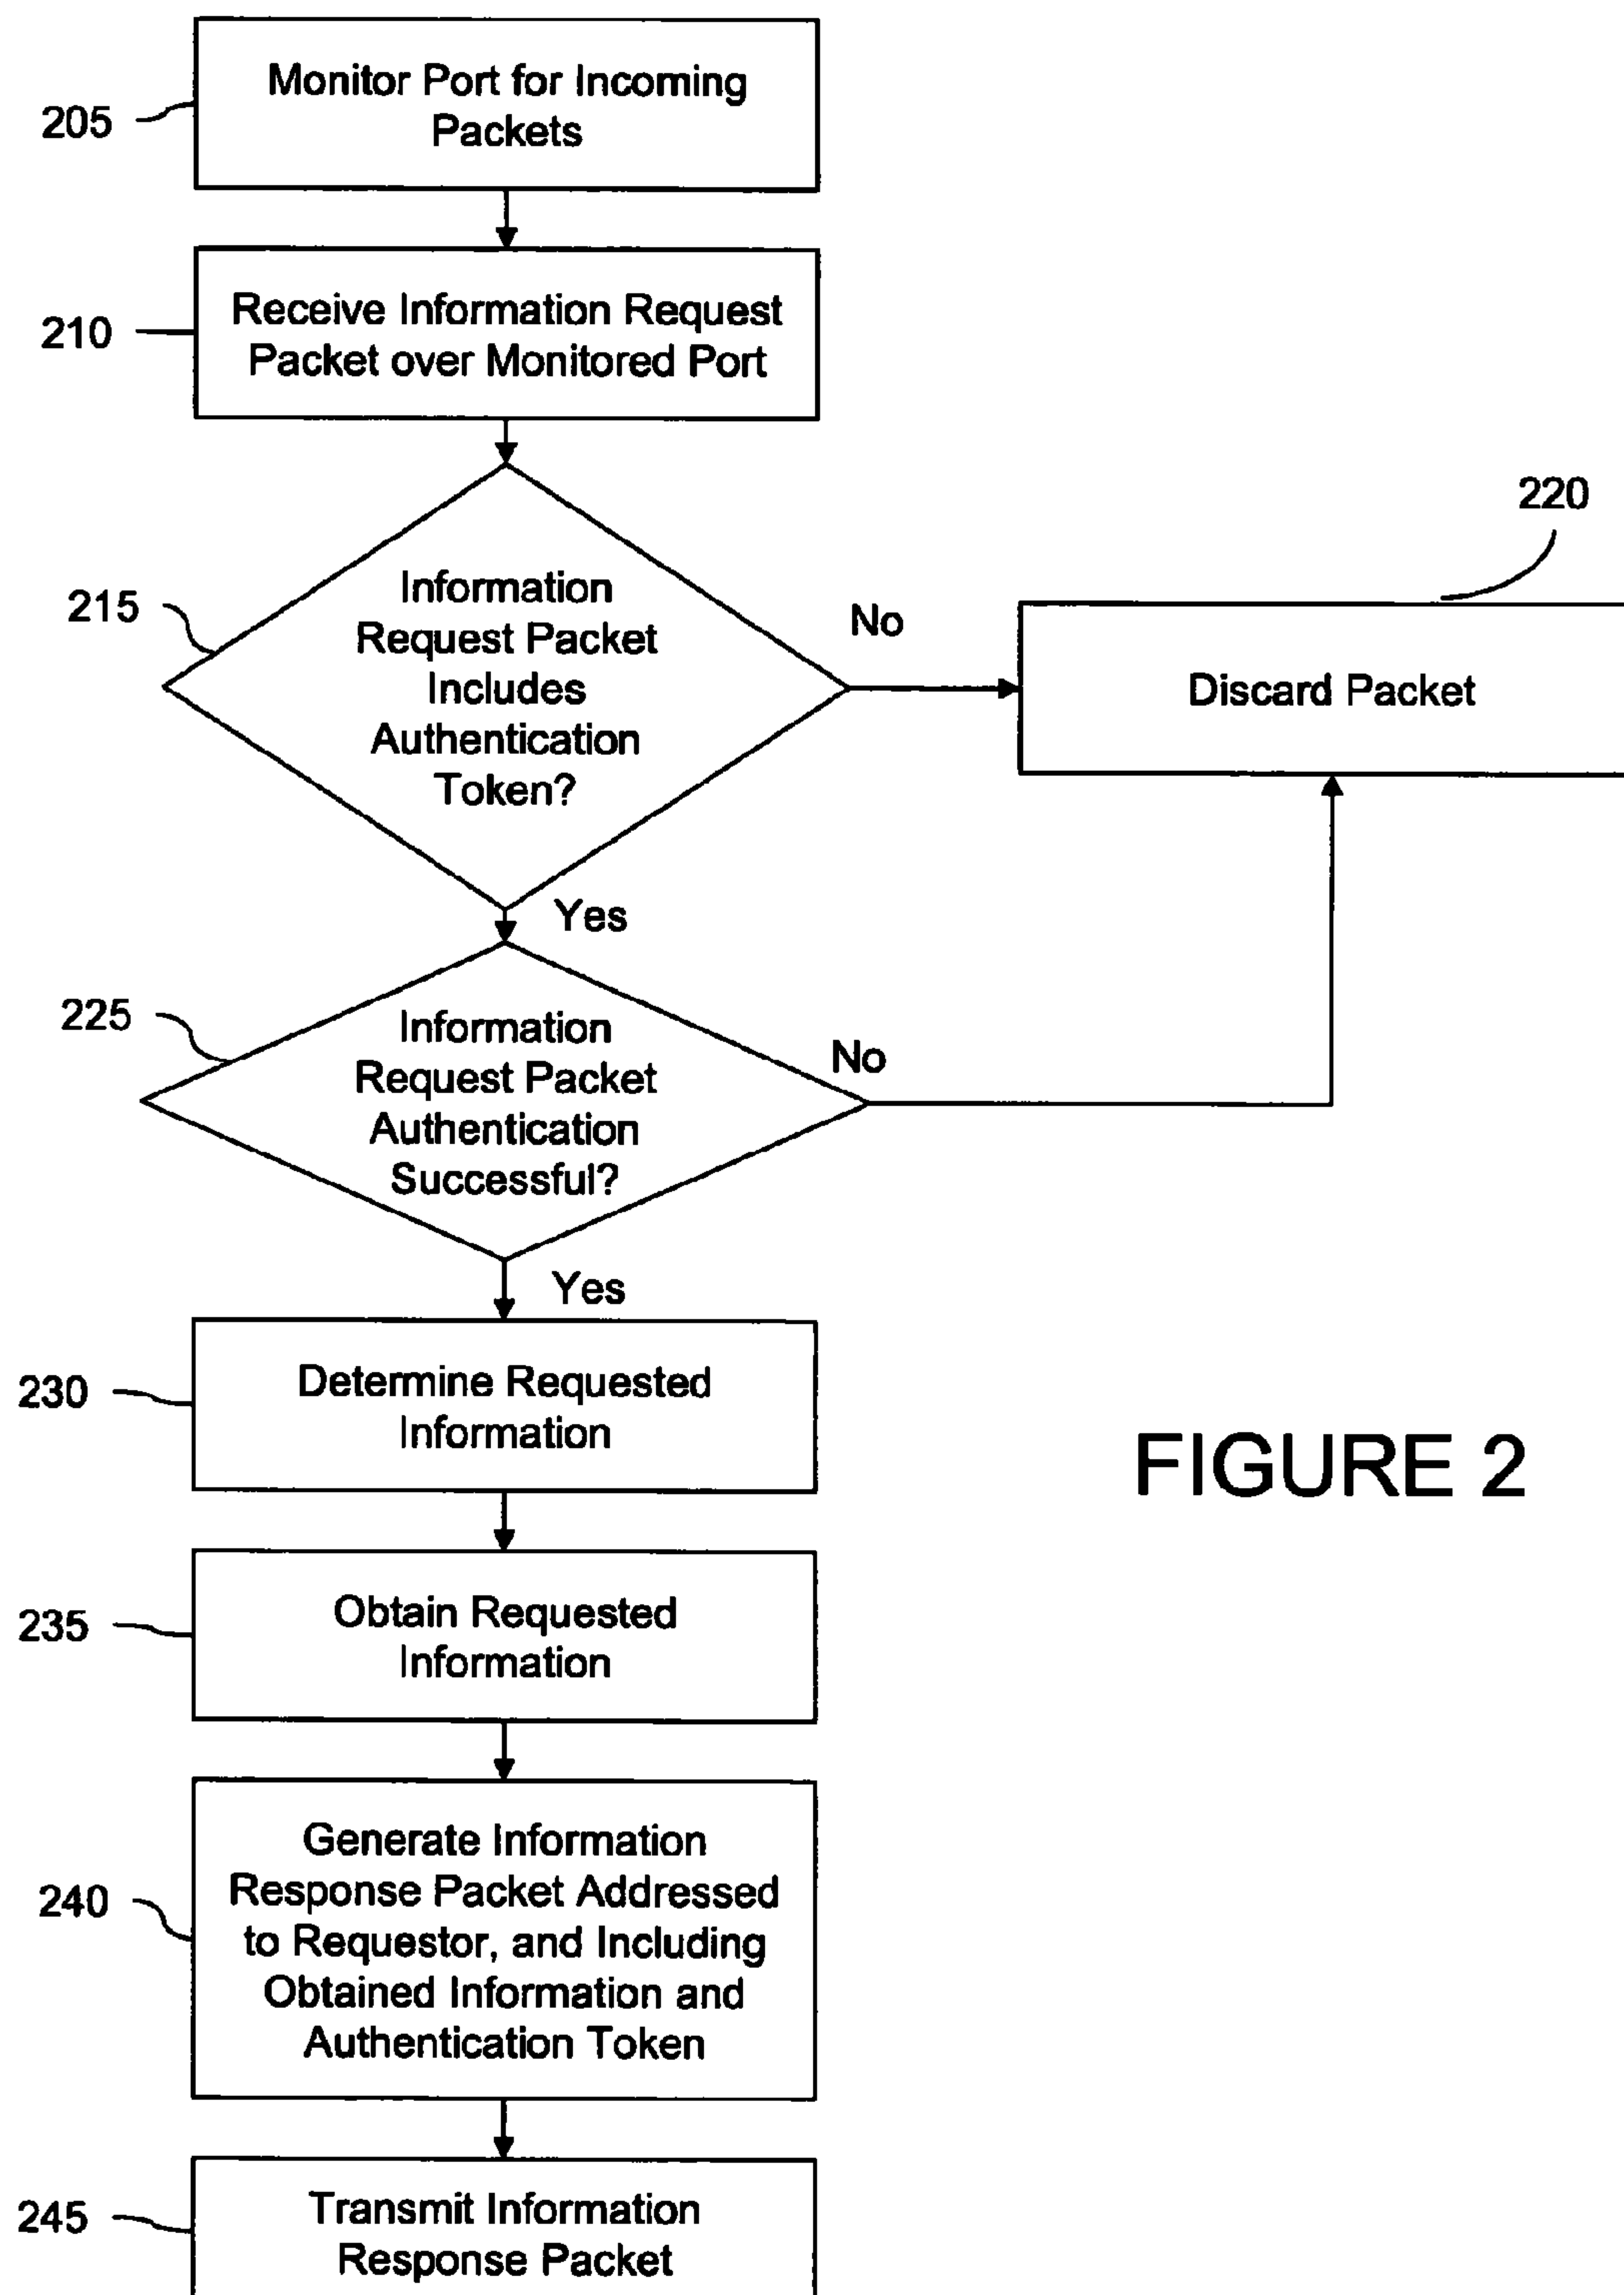 Monitor Port for Incoming
Packets
205
Receive Information Request
Packet over Monitored Port
210
220
Information
Request Packet
Includes
Authentication
Token?
215
No
Discard Packet
Yes
225
Information
Request Packet
Authentication
Successful?
No
Yes
Determine Requested
Information
230
FIGURE 2
Obtain Requested
Information
235
Generate Information
Response Packet Addressed
to Requestor, and Including
Obtained Information and
Authentication Token
240
Transmit Information
Response Packet
245